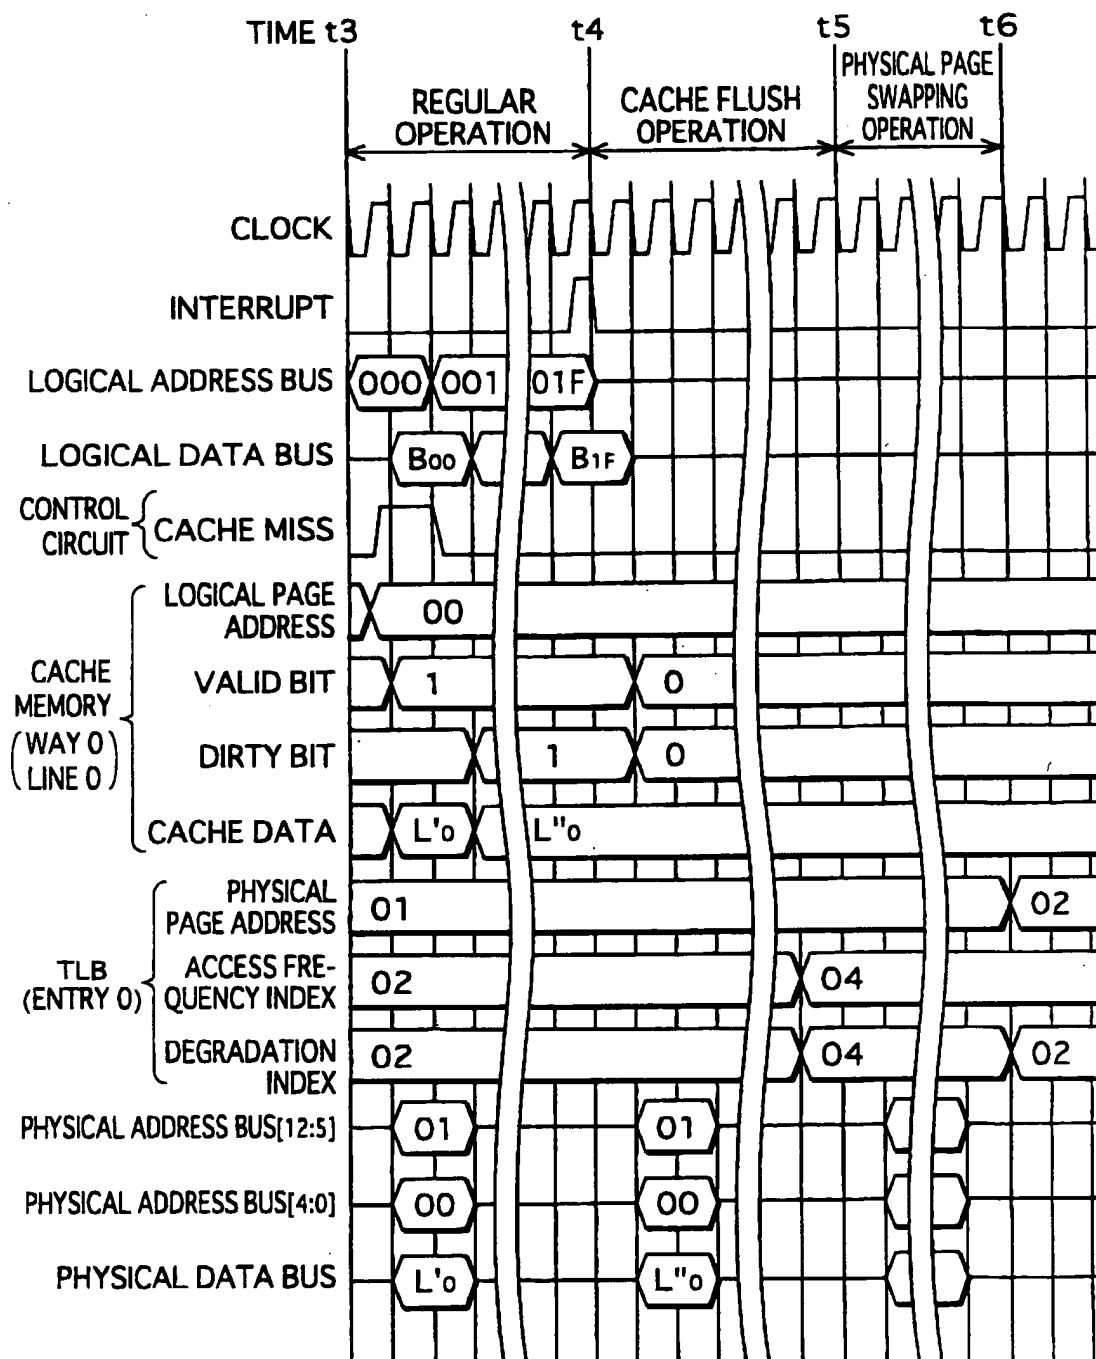 TIME t3 t4 t5 t6
REGULAR
OPERATION
CACHE FLUSH
OPERATION
PHYSICAL PAGE
SWAPPING
OPERATION
CLOCK
INTERRUPT
LOGICAL ADDRESS BUS 000 001 01F
LOGICAL DATA BUS B00 B1F
CONTROL
CIRCUIT
CACHE MISS
LOGICAL PAGE
ADDRESS
00
CACHE
MEMORY
(WAY 0
LINE 0)
VALID BIT 1 0
DIRTY BIT 1 0
CACHE DATA L'0 L"0
PHYSICAL
PAGE ADDRESS
01 02
TLB
(ENTRY 0)
ACCESS FRE-
QUENCY INDEX
02 04
DEGRADATION
INDEX
02 04 02
PHYSICAL ADDRESS BUS[12:5] 01 01
PHYSICAL ADDRESS BUS[4:0] 00 00
PHYSICAL DATA BUS L'0 L"0